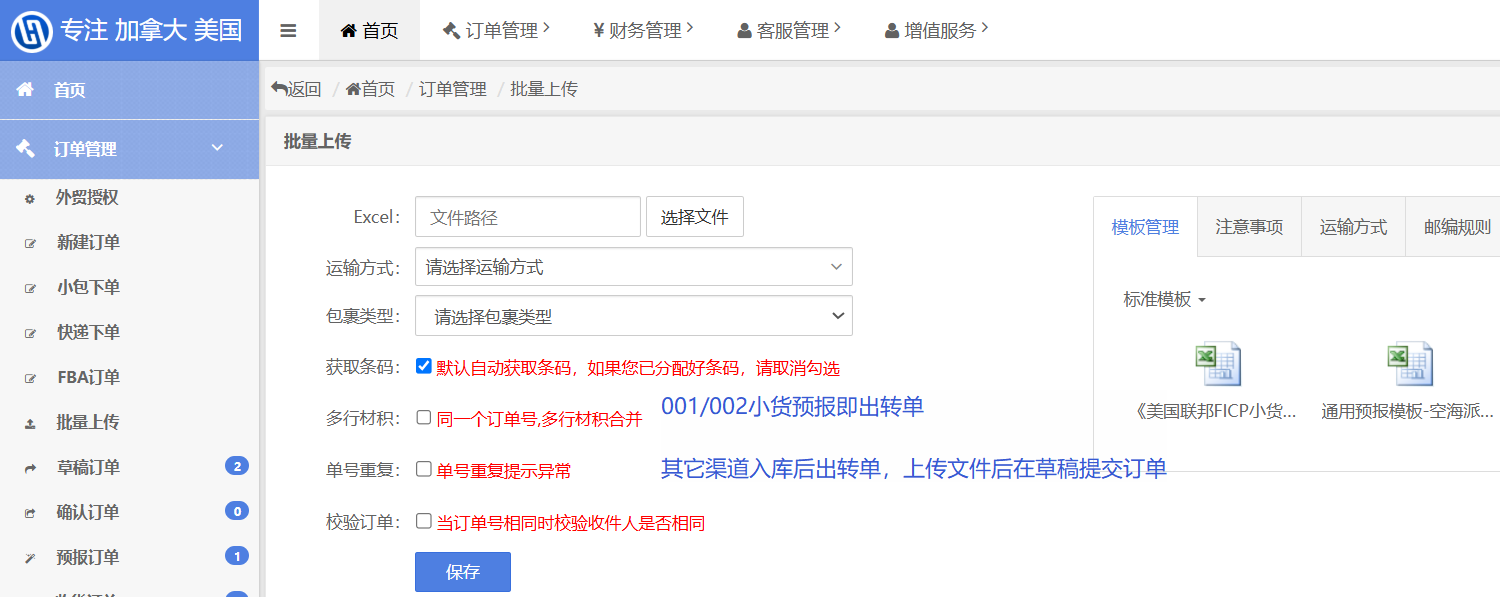 专注 加拿大 美国
首页
订单管理
¥ 财务管理
客服管理
增值服务
首页
订单管理
外贸授权
新建订单
小包下单
快递下单
FBA订单
批量上传
草稿订单 2
确认订单 0
预报订单 1
返回 / 首页 / 订单管理 / 批量上传
批量上传
Excel: 文件路径 选择文件
运输方式: 请选择运输方式
包裹类型: 请选择包裹类型
获取条码: 默认自动获取条码，如果您已分配好条码，请取消勾选
多行材积: 同一个订单号,多行材积合并
001/002小货预报即出转单
单号重复: 单号重复提示异常
其它渠道入库后出转单，上传文件后在草稿提交订单
校验订单: 当订单号相同时校验收件人是否相同
保存
模板管理 注意事项 运输方式 邮编规则
标准模板
《美国联邦FICP小货...
通用预报模板-空海派...